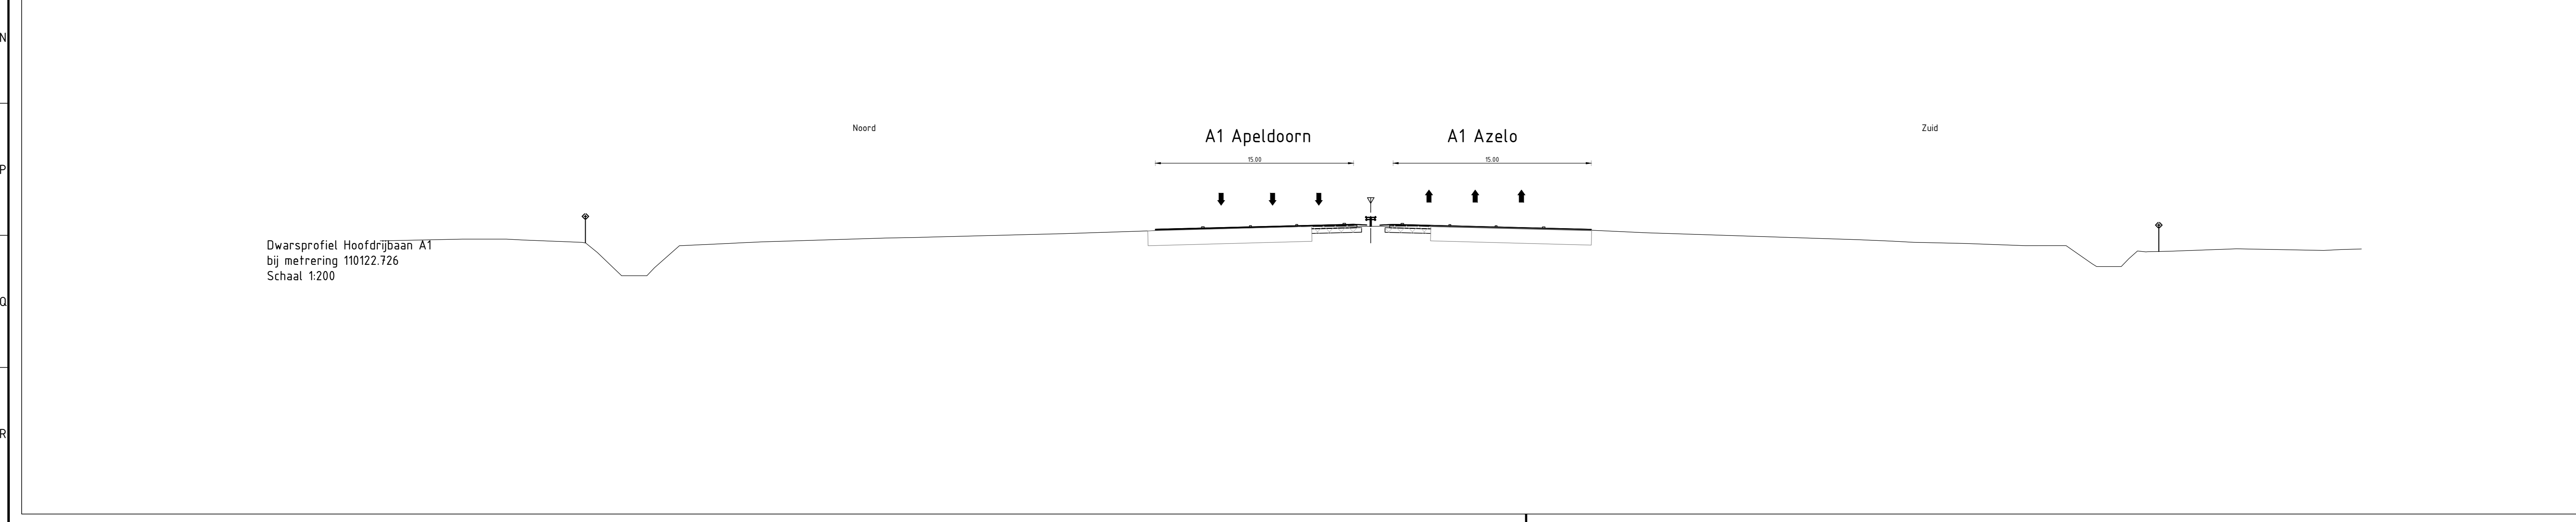 N
Noord
A1 Apeldoorn
A1 Azelo
Zuid
15.00
15.00
P
Dwarsprofiel Hoofdrijbaan A1
bij metrering 110122.726
Schaal 1:200
Q
R